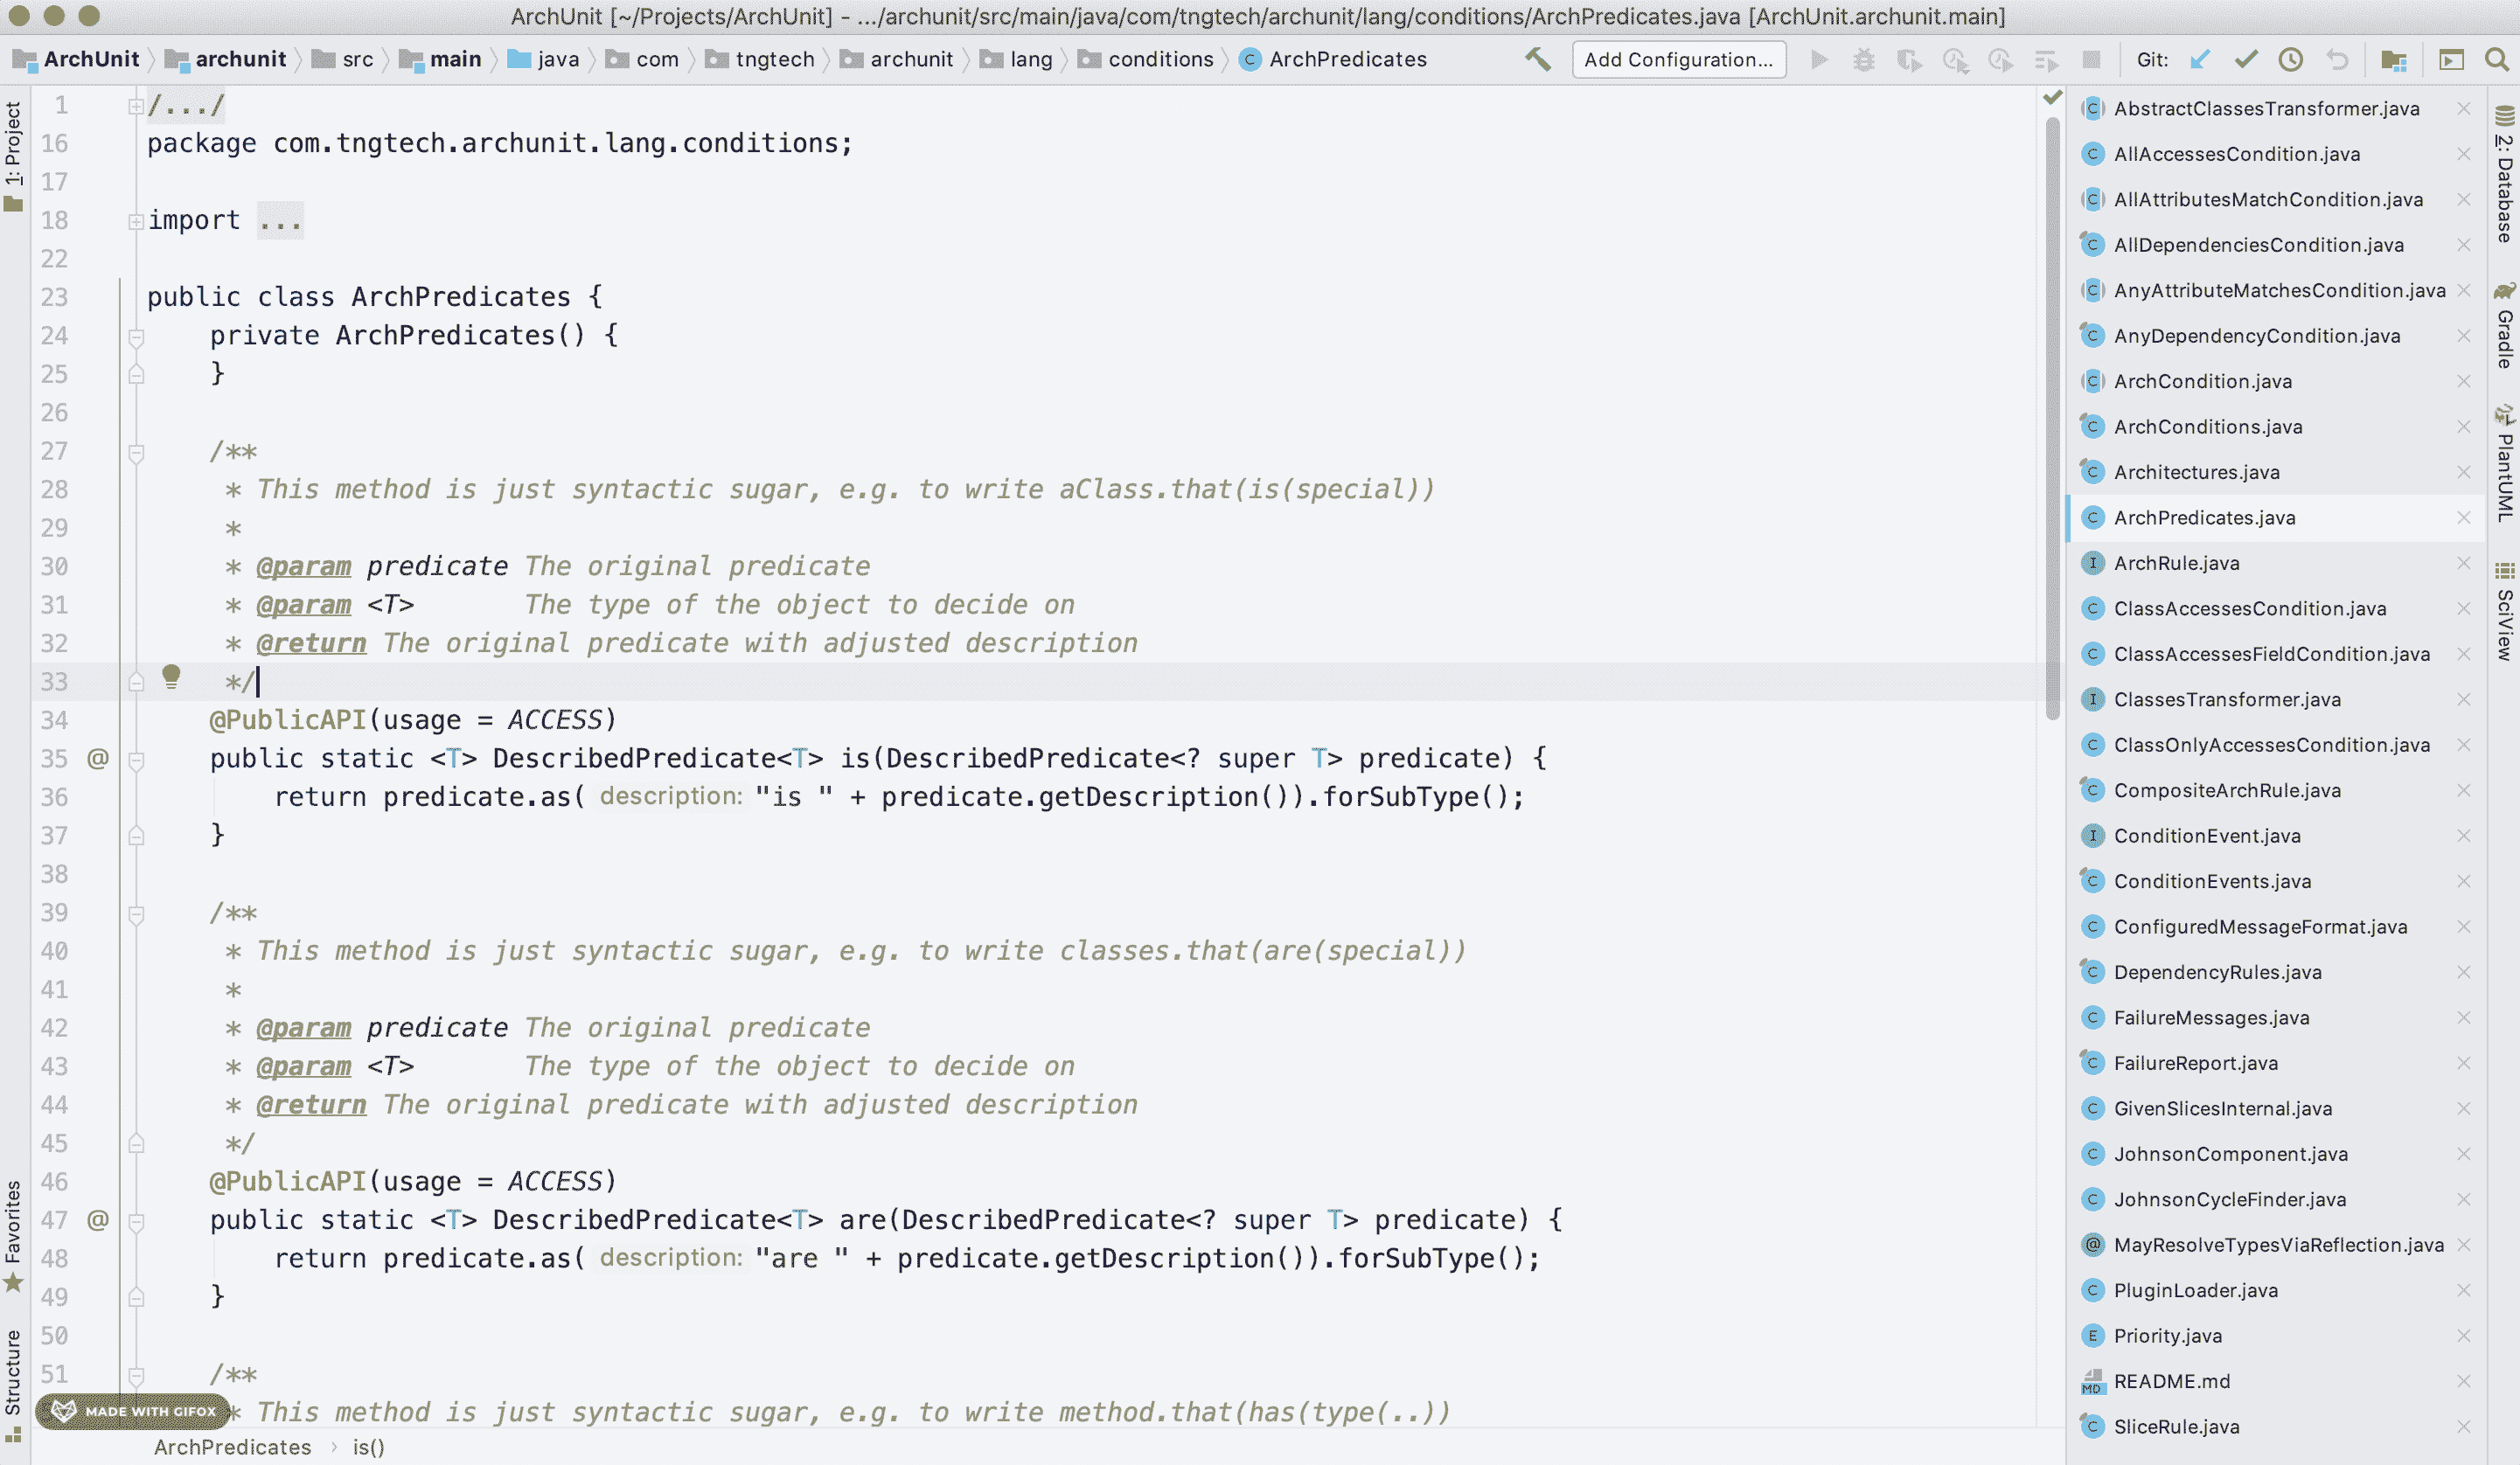 ArchUnit [~/Projects/ArchUnit] - .../archunit/src/main/java/com/tngtech/archunit/lang/conditions/ArchPredicates.java [ArchUnit.archunit.main]
ArchUnit archunit src main java com tngtech archunit lang conditions ArchPredicates Add Configuration... Git:
1: Project
Favorites
Structure
1 /.../
16 package com.tngtech.archunit.lang.conditions;
17
18 import ...
22
23 public class ArchPredicates {
24 private ArchPredicates() {
25 }
26
27 /**
28 * This method is just syntactic sugar, e.g. to write aClass.that(is(special))
29 *
30 * @param predicate The original predicate
31 * @param <T> The type of the object to decide on
32 * @return The original predicate with adjusted description
33 */
34 @PublicAPI(usage = ACCESS)
35 @ public static <T> DescribedPredicate<T> is(DescribedPredicate<? super T> predicate) {
36 return predicate.as( description: "is " + predicate.getDescription()).forSubType();
37 }
38
39 /**
40 * This method is just syntactic sugar, e.g. to write classes.that(are(special))
41 *
42 * @param predicate The original predicate
43 * @param <T> The type of the object to decide on
44 * @return The original predicate with adjusted description
45 */
46 @PublicAPI(usage = ACCESS)
47 @ public static <T> DescribedPredicate<T> are(DescribedPredicate<? super T> predicate) {
48 return predicate.as( description: "are " + predicate.getDescription()).forSubType();
49 }
50
51 /**
MADE WITH GIFOX * This method is just syntactic sugar, e.g. to write method.that(has(type(..))
ArchPredicates › is()
AbstractClassesTransformer.java
AllAccessesCondition.java
AllAttributesMatchCondition.java
AllDependenciesCondition.java
AnyAttributeMatchesCondition.java
AnyDependencyCondition.java
ArchCondition.java
ArchConditions.java
Architectures.java
ArchPredicates.java
ArchRule.java
ClassAccessesCondition.java
ClassAccessesFieldCondition.java
ClassesTransformer.java
ClassOnlyAccessesCondition.java
CompositeArchRule.java
ConditionEvent.java
ConditionEvents.java
ConfiguredMessageFormat.java
DependencyRules.java
FailureMessages.java
FailureReport.java
GivenSlicesInternal.java
JohnsonComponent.java
JohnsonCycleFinder.java
MayResolveTypesViaReflection.java
PluginLoader.java
Priority.java
README.md
SliceRule.java
2: Database
Gradle
PlantUML
SciView